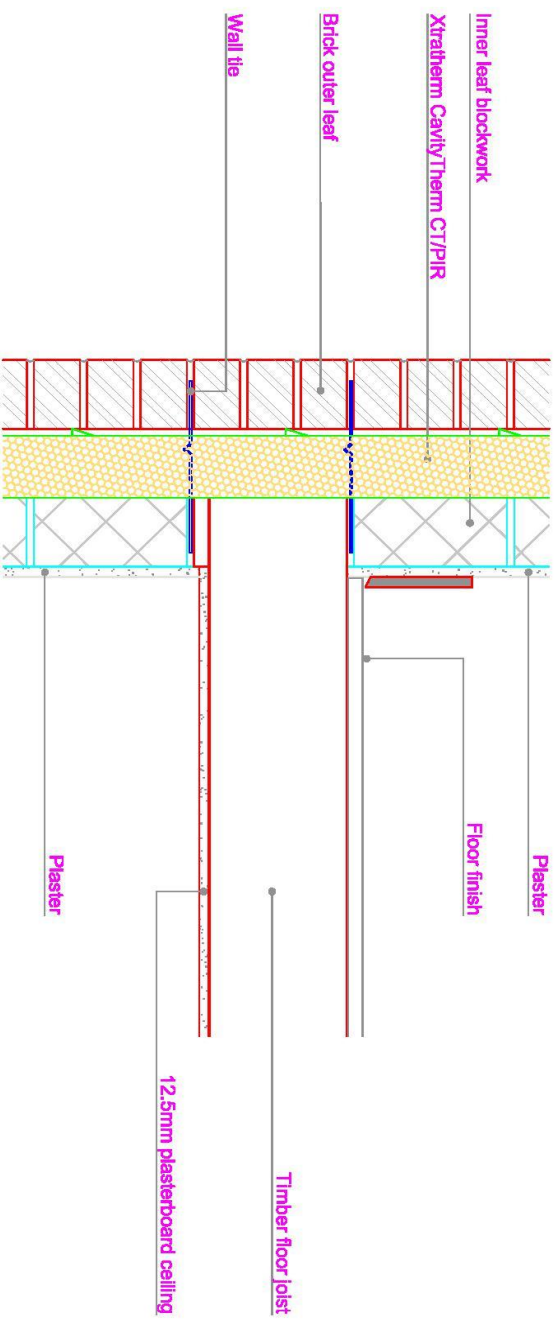 Inner leaf blockwork
Xtratherm CavityTherm CT/PIR
Brick outer leaf
Wall tie
Plaster
Floor finish
Timber floor joist
12.5mm plasterboard ceiling
Plaster